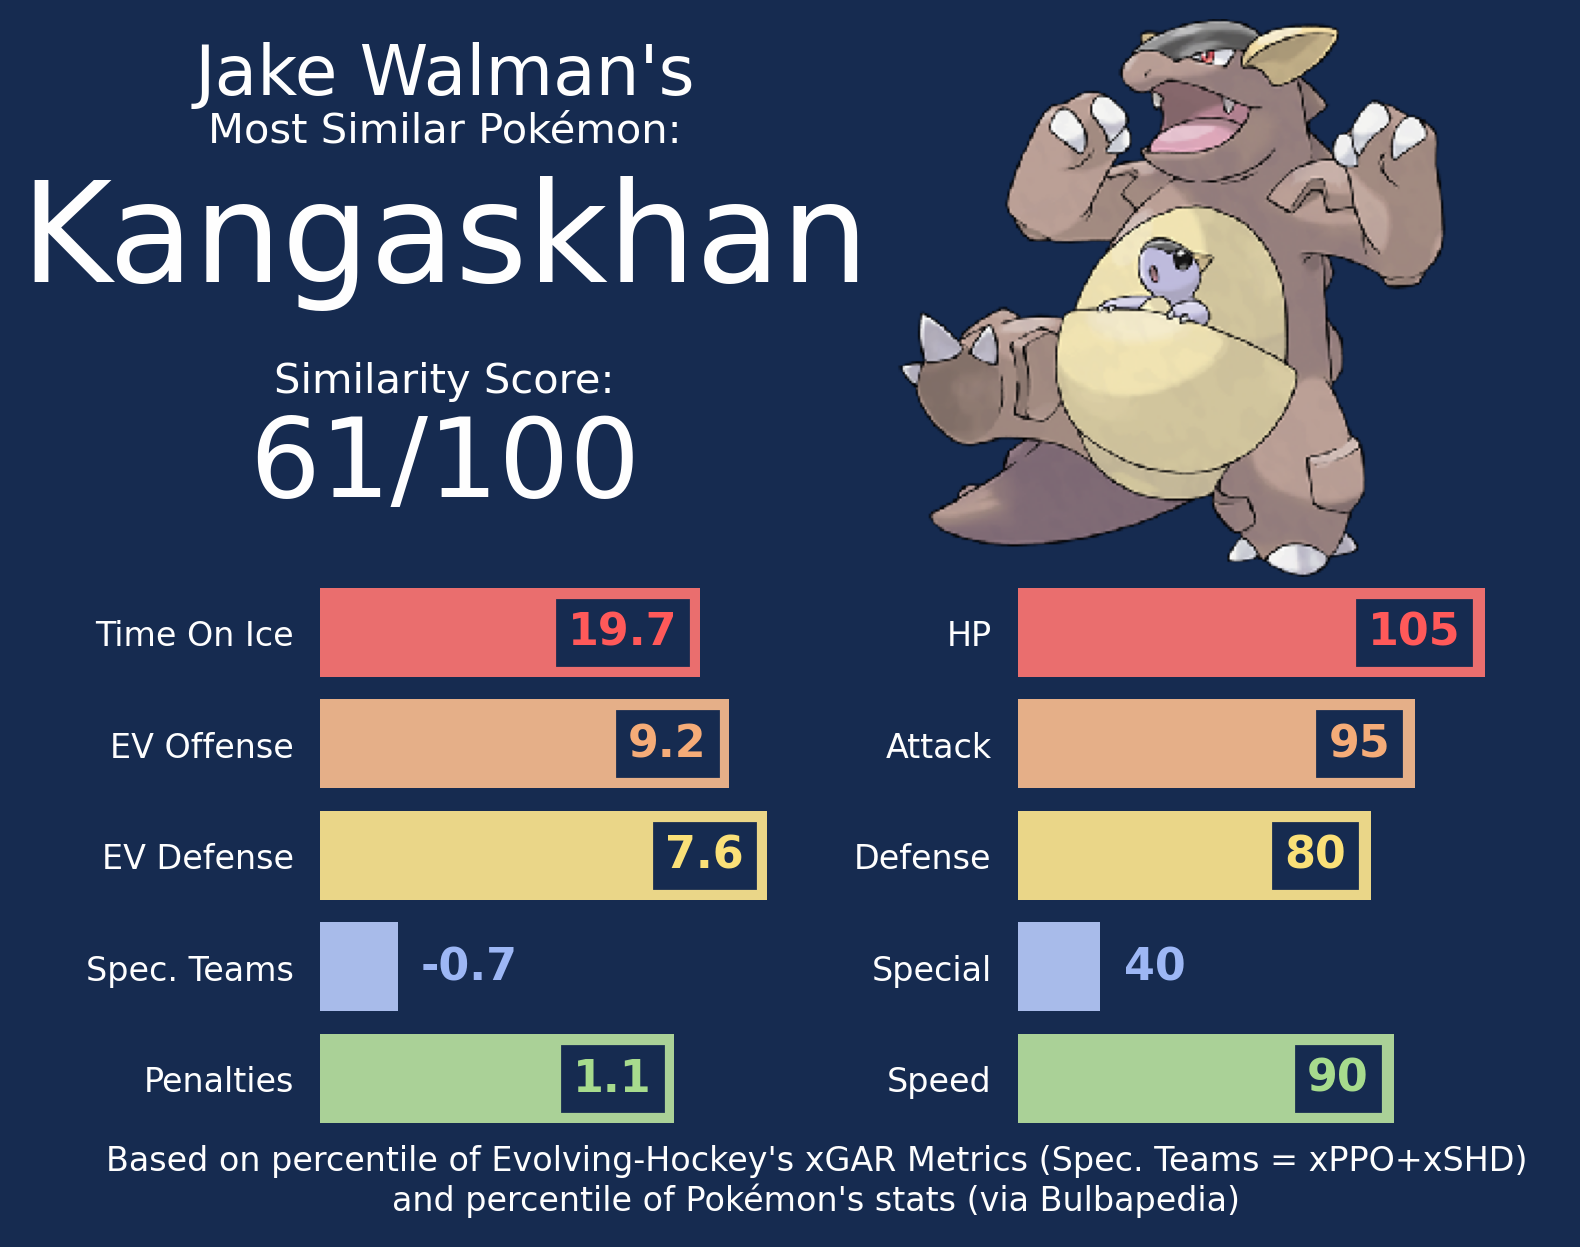 Jake Walman's
Most Similar Pokémon:
Kangaskhan
Similarity Score:
61/100
Time On Ice 19.7
EV Offense 9.2
EV Defense 7.6
Spec. Teams -0.7
Penalties 1.1
HP 105
Attack 95
Defense 80
Special 40
Speed 90
Based on percentile of Evolving-Hockey's xGAR Metrics (Spec. Teams = xPPO+xSHD)
and percentile of Pokémon's stats (via Bulbapedia)